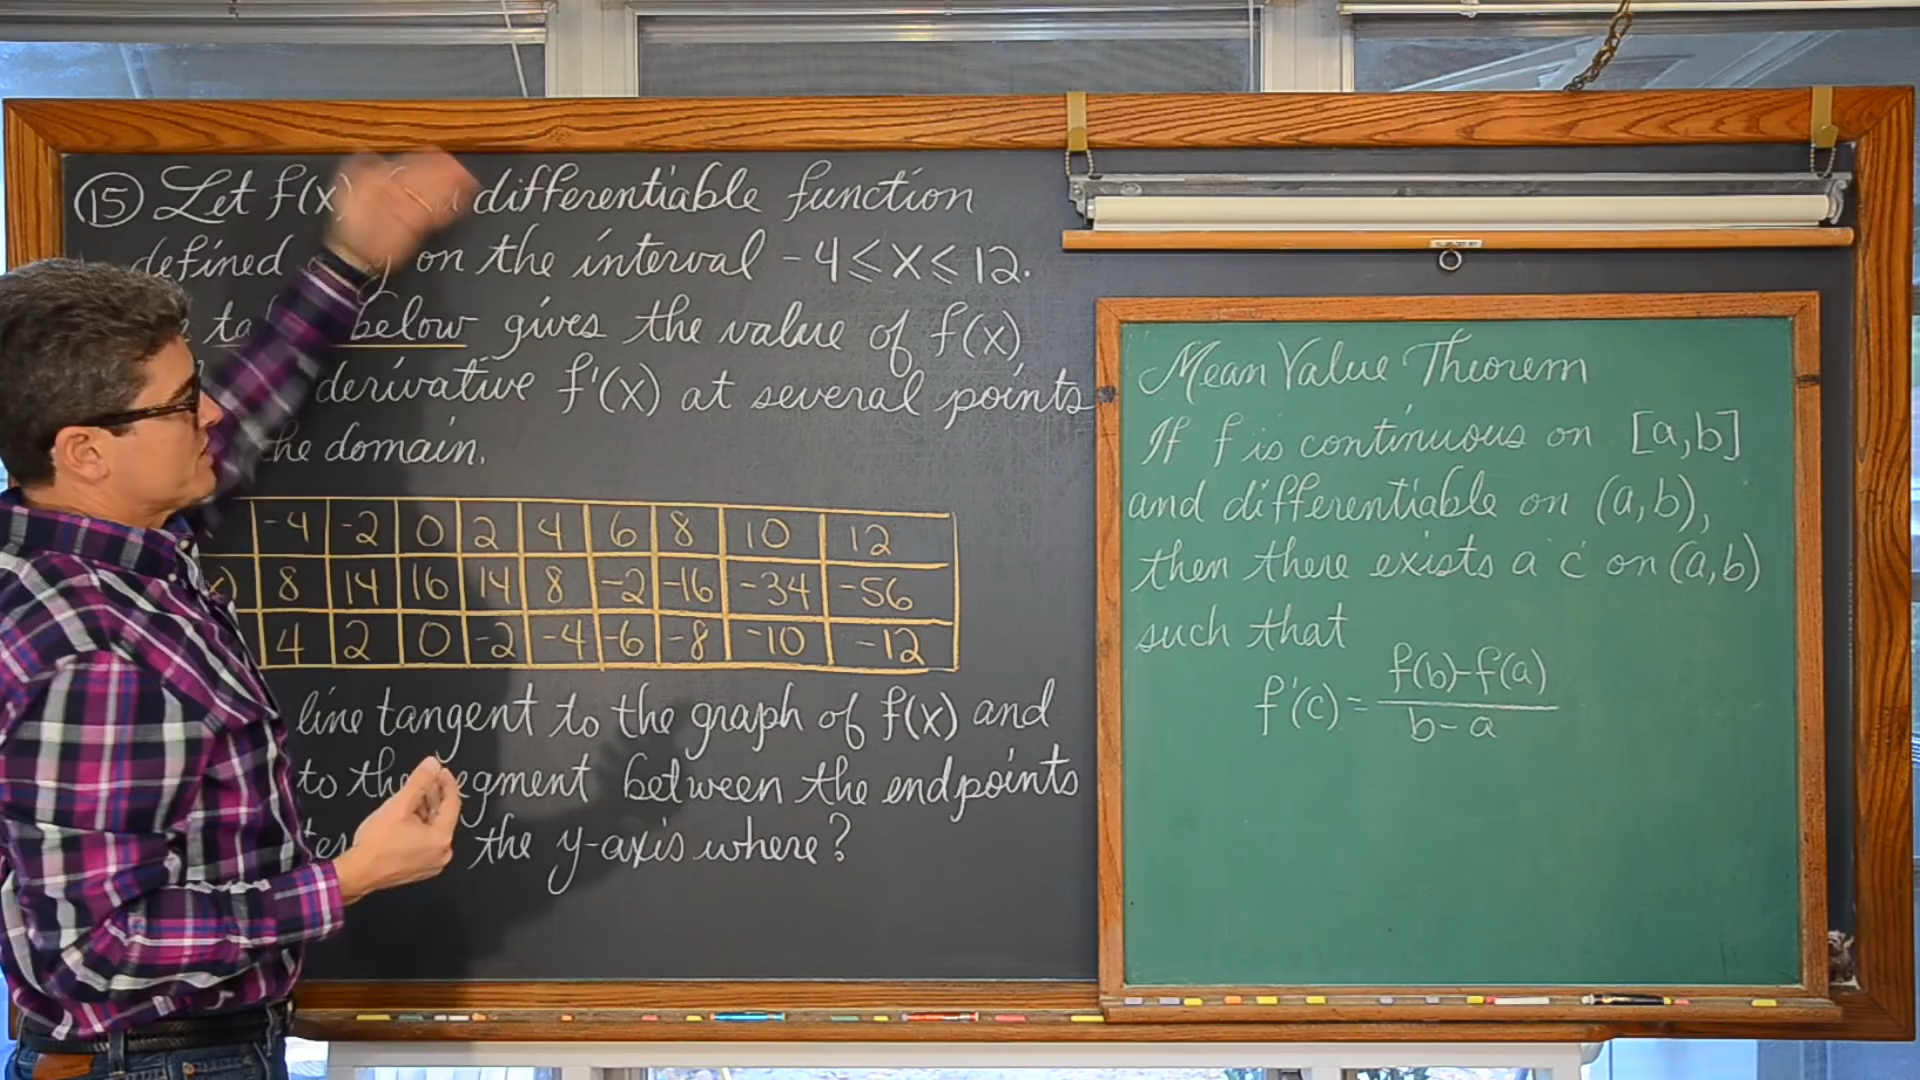 15 Let f(x) differentiable function
defined on the interval -4 ≤ x ≤ 12.
below gives the value of f(x)
derivative f'(x) at several points
the domain.
-4 -2 0 2 4 6 8 10 12
8 14 16 14 8 -2 -16 -34 -56
4 2 0 -2 -4 -6 -8 -10 -12
line tangent to the graph of f(x) and
to the segment between the endpoints
the y-axis where?
Mean Value Theorem
If f is continuous on [a,b]
and differentiable on (a,b),
then there exists a c on (a,b)
such that
f'(c) = f(b)-f(a) / b-a